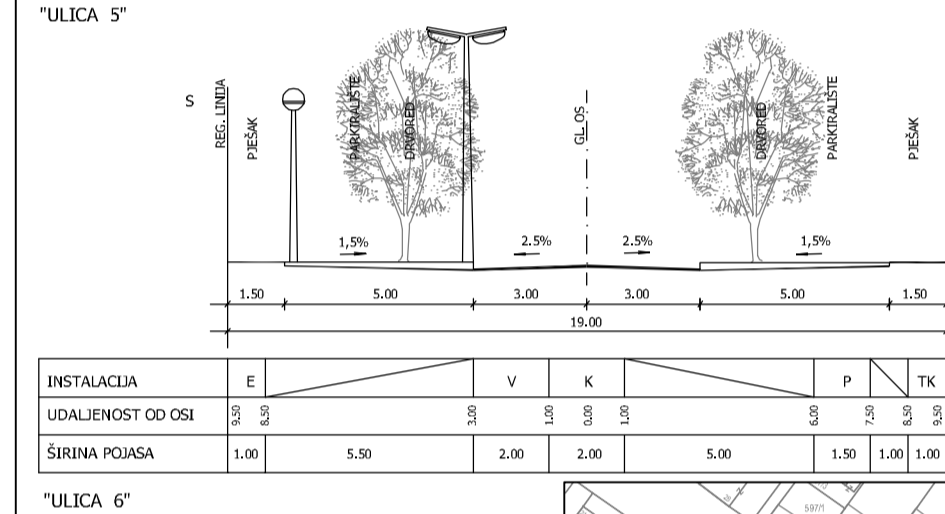 "ULICA 5"
S
REG. LINIJA
PJEŠAK
PARKIRALIŠTE
DRVORED
GL. OS
DRVORED
PARKIRALIŠTE
PJEŠAK
1,5%
2.5%
2.5%
1,5%
1.50 5.00 3.00 3.00 5.00 1.50
19.00
INSTALACIJA E V K P TK
UDALJENOST OD OSI 9.50 8.50 3.00 1.00 0.00 1.00 6.00 7.50 8.50 9.50
ŠIRINA POJASA 1.00 5.50 2.00 2.00 5.00 1.50 1.00 1.00
"ULICA 6"
597/1